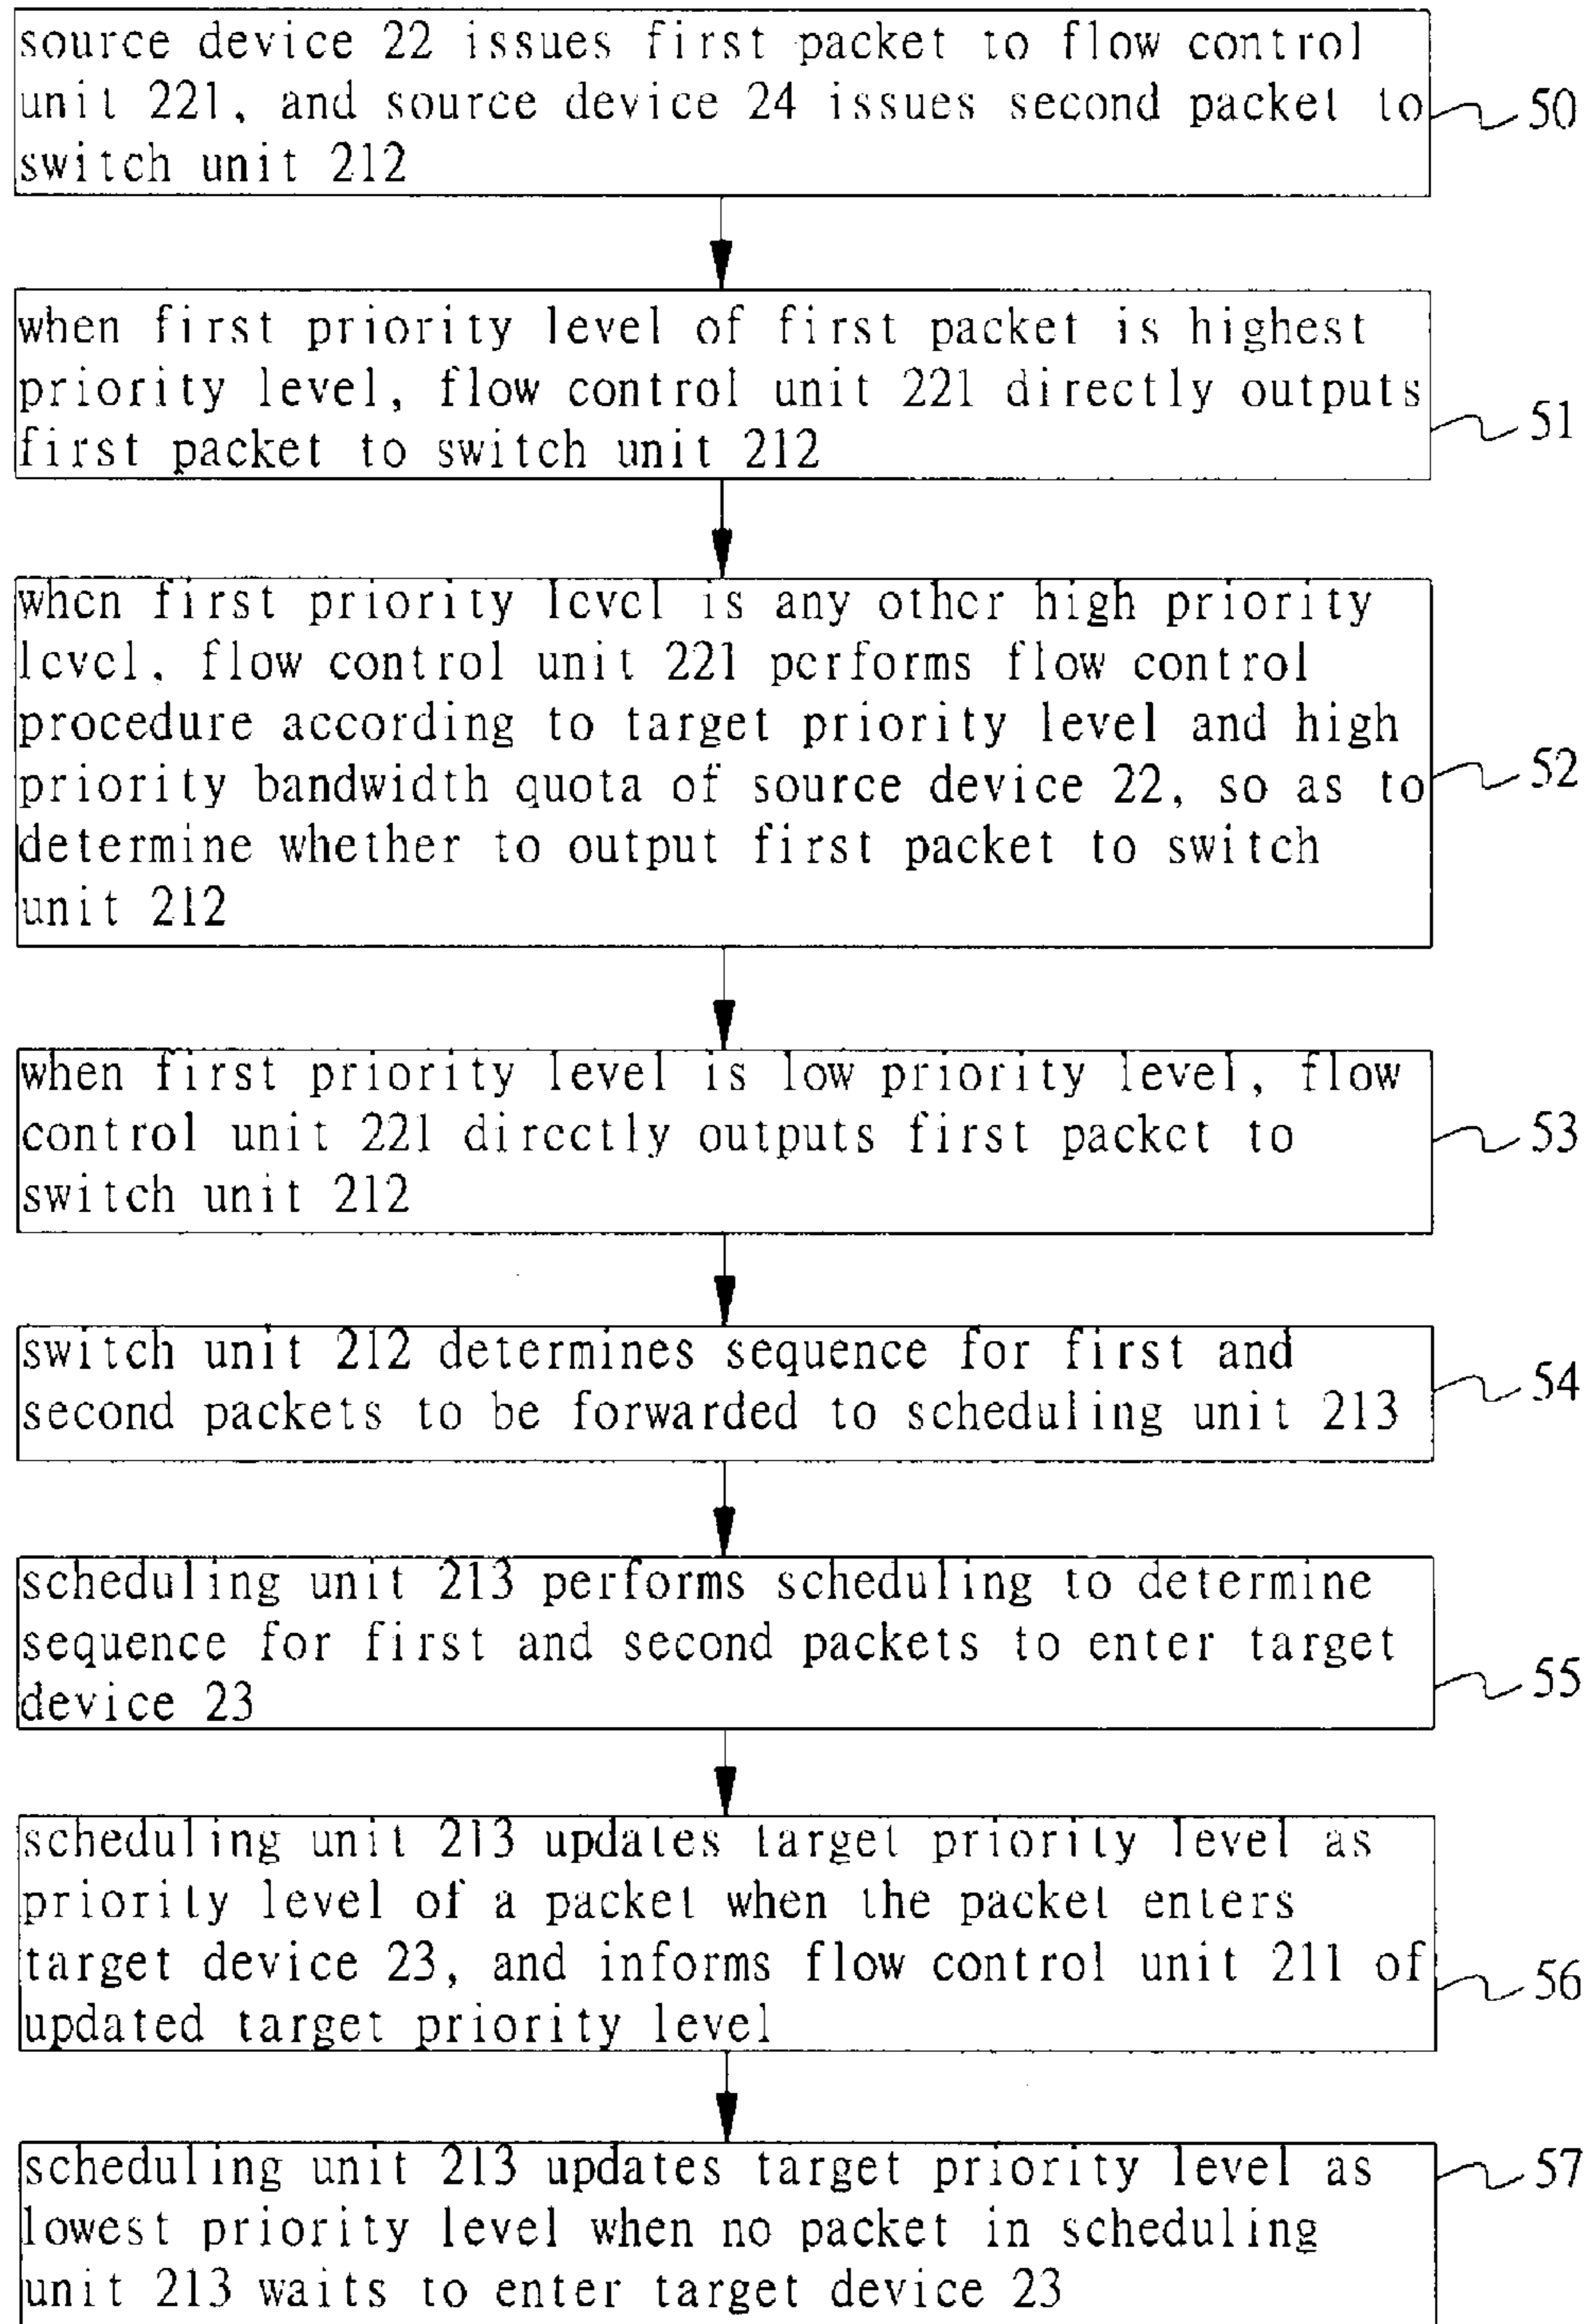 source device 22 issues first packet to flow control
unit 221, and source device 24 issues second packet to
switch unit 212
50
when first priority level of first packet is highest
priority level, flow control unit 221 directly outputs
first packet to switch unit 212
51
when first priority level is any other high priority
level, flow control unit 221 performs flow control
procedure according to target priority level and high
priority bandwidth quota of source device 22, so as to
determine whether to output first packet to switch
unit 212
52
when first priority level is low priority level, flow
control unit 221 directly outputs first packet to
switch unit 212
53
switch unit 212 determines sequence for first and
second packets to be forwarded to scheduling unit 213
54
scheduling unit 213 performs scheduling to determine
sequence for first and second packets to enter target
device 23
55
scheduling unit 213 updates target priority level as
priority level of a packet when the packet enters
target device 23, and informs flow control unit 211 of
updated target priority level
56
scheduling unit 213 updates target priority level as
lowest priority level when no packet in scheduling
unit 213 waits to enter target device 23
57